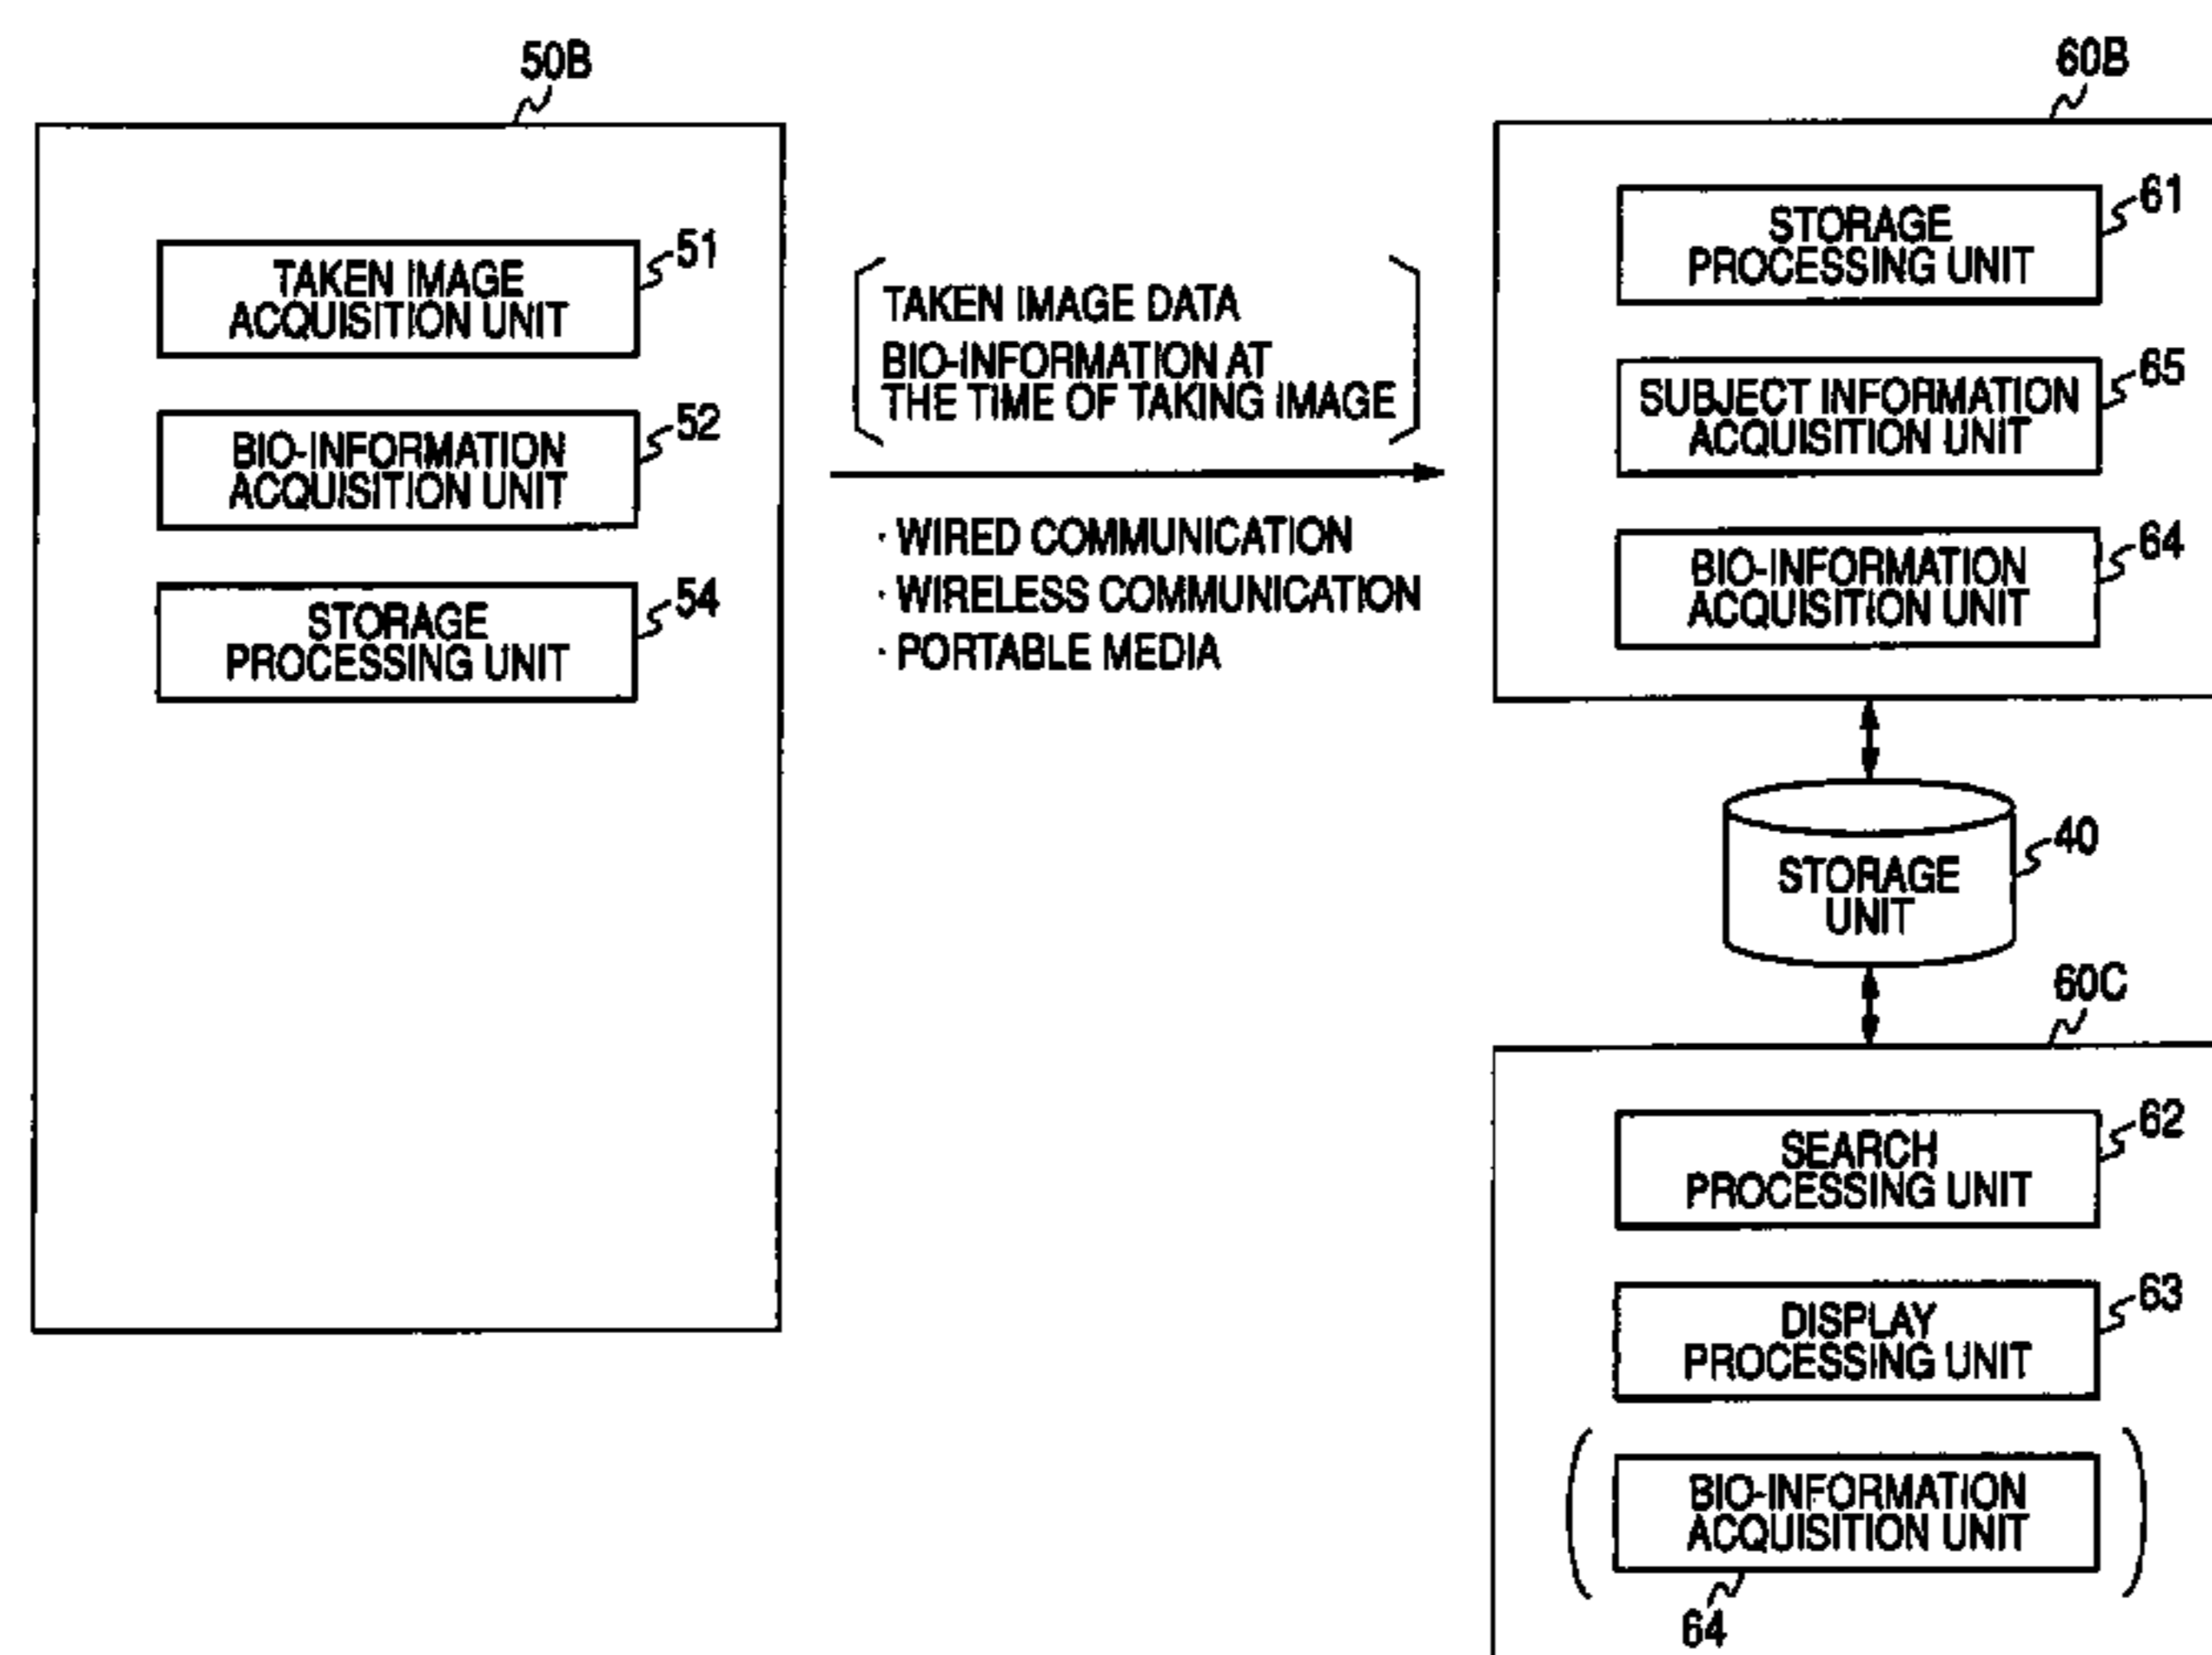 50B
TAKEN IMAGE
ACQUISITION UNIT
51
BIO-INFORMATION
ACQUISITION UNIT
52
STORAGE
PROCESSING UNIT
54
TAKEN IMAGE DATA
BIO-INFORMATION AT
THE TIME OF TAKING IMAGE
· WIRED COMMUNICATION
· WIRELESS COMMUNICATION
· PORTABLE MEDIA
60B
STORAGE
PROCESSING UNIT
61
SUBJECT INFORMATION
ACQUISITION UNIT
65
BIO-INFORMATION
ACQUISITION UNIT
64
STORAGE
UNIT
40
60C
SEARCH
PROCESSING UNIT
62
DISPLAY
PROCESSING UNIT
63
BIO-INFORMATION
ACQUISITION UNIT
64